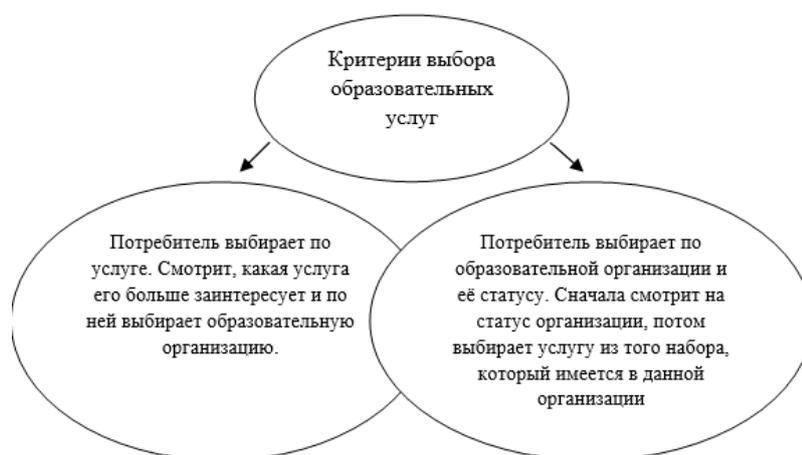 Критерии выбора
образовательных
услуг
Потребитель выбирает по
услуге. Смотрит, какая услуга
его больше заинтересует и по
ней выбирает образовательную
организацию.
Потребитель выбирает по
образовательной организации и
её статусу. Сначала смотрит на
статус организации, потом
выбирает услугу из того набора,
который имеется в данной
организации